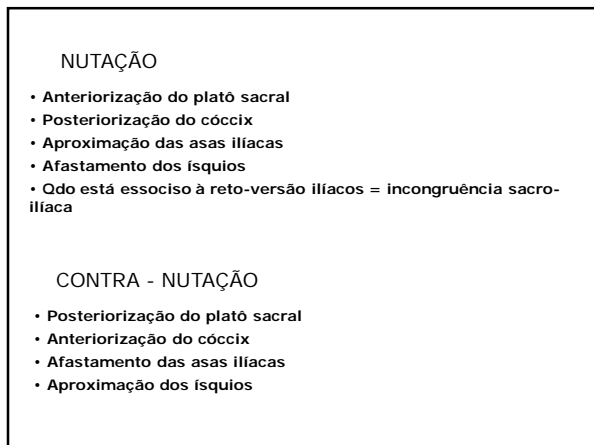 NUTAÇÃO
• Anteriorização do platô sacral
• Posteriorização do cóccix
• Aproximação das asas ilíacas
• Afastamento dos ísquios
• Qdo está essociso à reto-versão ilíacos = incongruência sacro-
ilíaca
CONTRA - NUTAÇÃO
• Posteriorização do platô sacral
• Anteriorização do cóccix
• Afastamento das asas ilíacas
• Aproximação dos ísquios